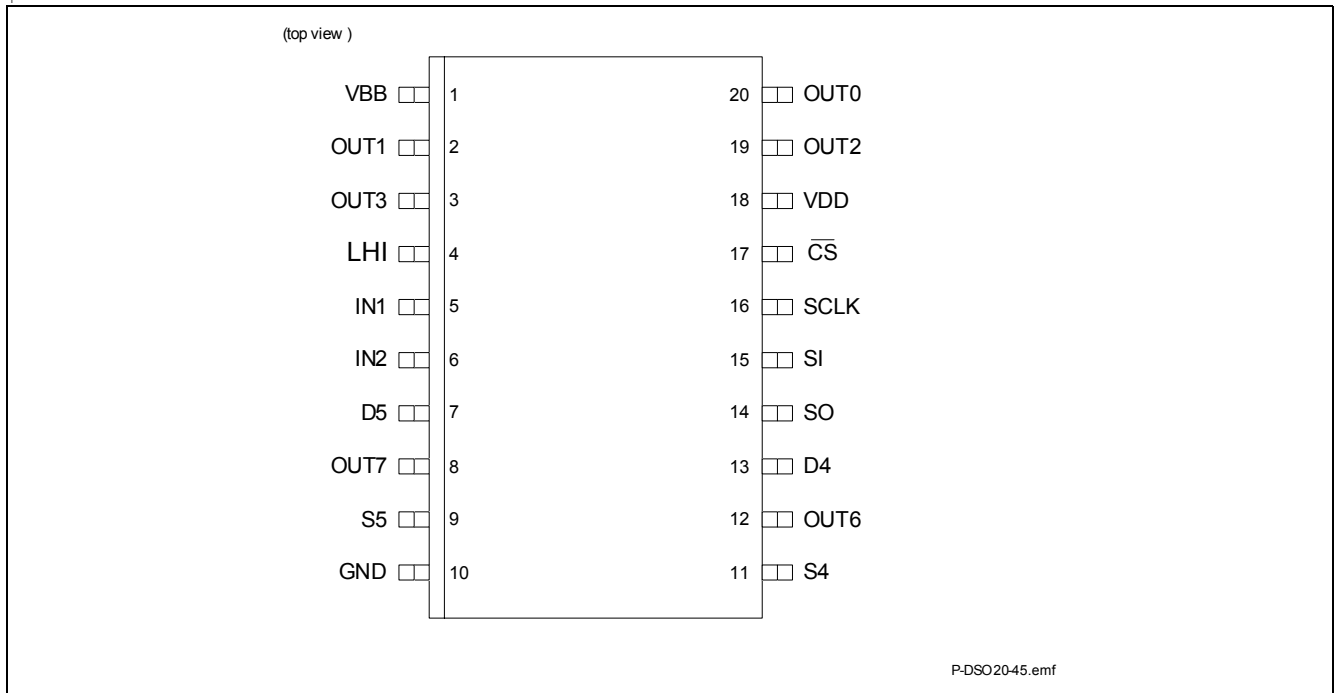 (top view )
VBB 1 20 OUT0
OUT1 2 19 OUT2
OUT3 3 18 VDD
LHI 4 17 C̅S̅
IN1 5 16 SCLK
IN2 6 15 SI
D5 7 14 SO
OUT7 8 13 D4
S5 9 12 OUT6
GND 10 11 S4
P-DSO20-45.emf